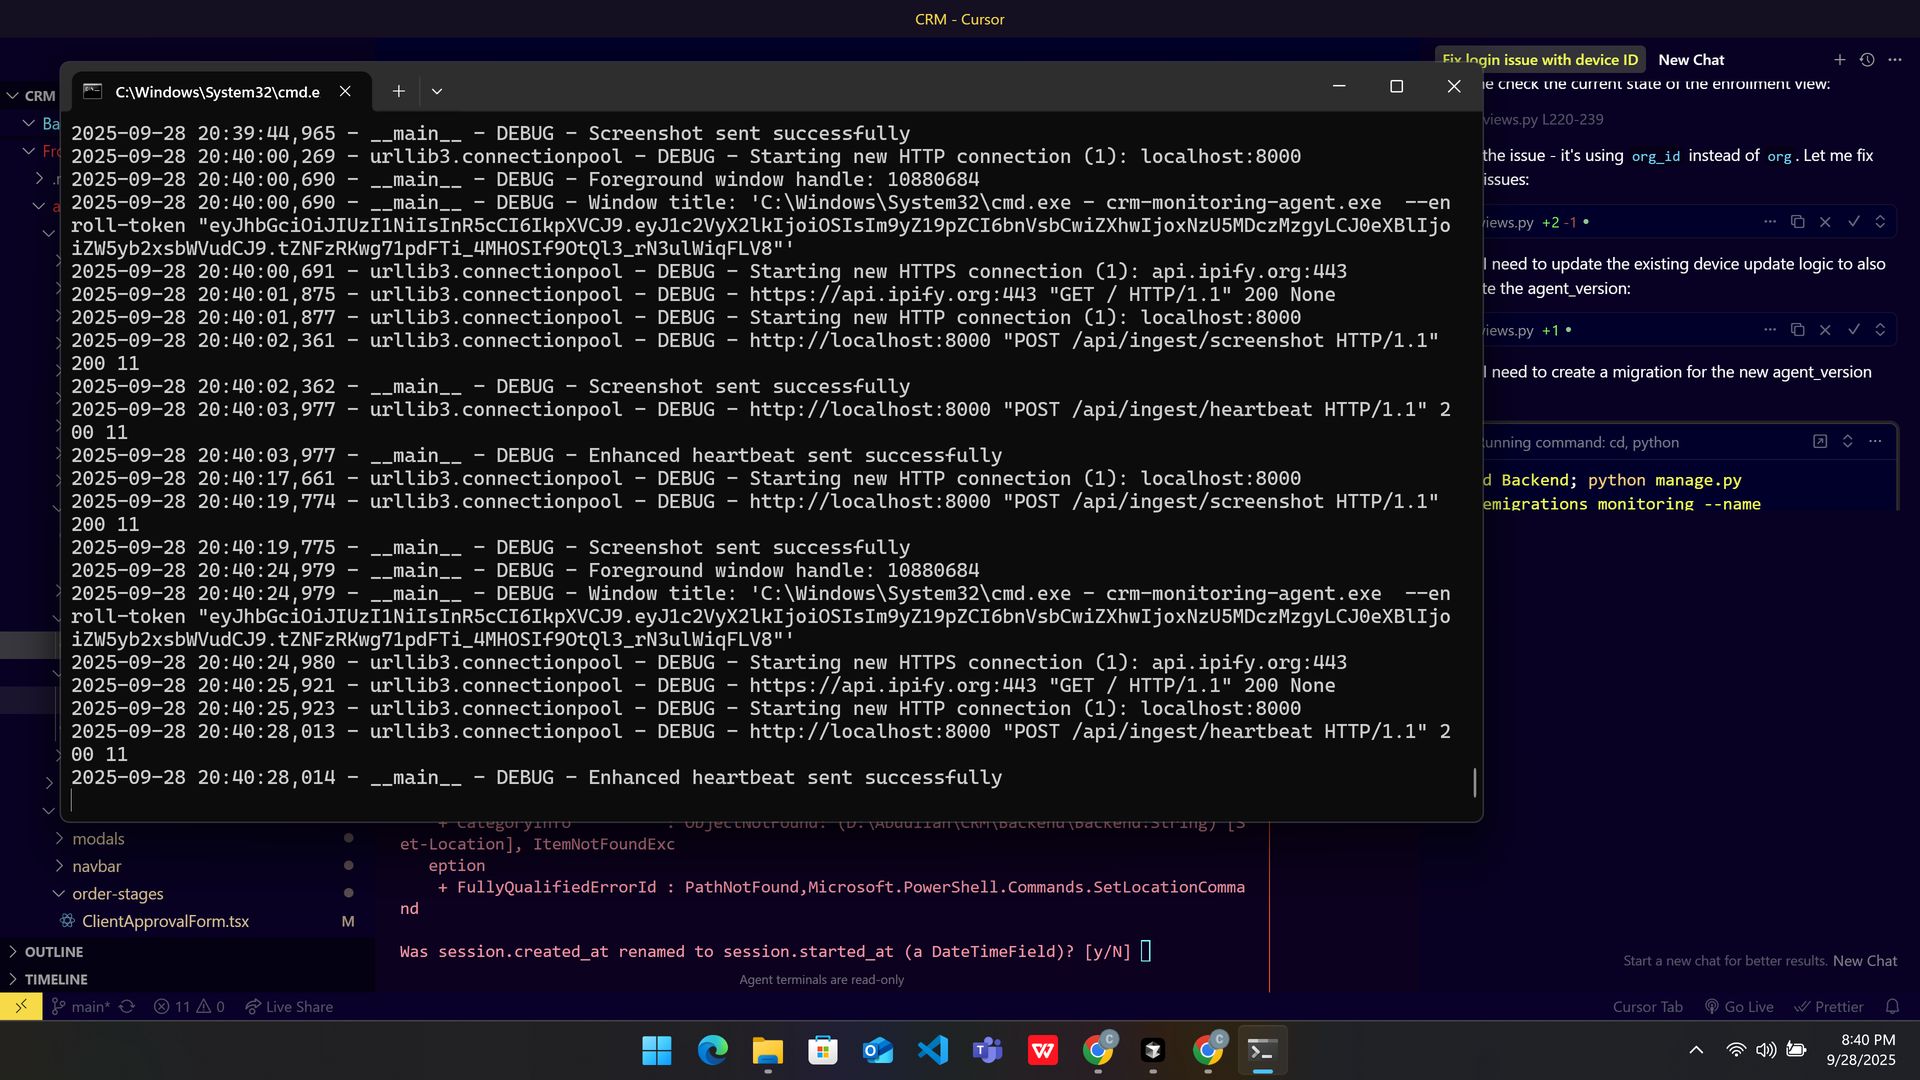 CRM - Cursor
Fix login issue with device ID
New Chat
CRM
Ba
C:\Windows\System32\cmd.e
2025-09-28 20:39:44,965 - __main__ - DEBUG - Screenshot sent successfully
2025-09-28 20:40:00,269 - urllib3.connectionpool - DEBUG - Starting new HTTP connection (1): localhost:8000
2025-09-28 20:40:00,690 - __main__ - DEBUG - Foreground window handle: 10880684
2025-09-28 20:40:00,690 - __main__ - DEBUG - Window title: 'C:\Windows\System32\cmd.exe - crm-monitoring-agent.exe  --en
roll-token "eyJhbGciOiJIUzI1NiIsInR5cCI6IkpXVCJ9.eyJ1c2VyX2lkIjoiOSIsIm9yZ19pZCI6bnVsbCwiZXhwIjoxNzU5MDczMzgyLCJ0eXBlIjo
iZW5yb2xsbWVudCJ9.tZNFzRKwg71pdFTi_4MHOSIf9OtQl3_rN3ulWiqFLV8"'
2025-09-28 20:40:00,691 - urllib3.connectionpool - DEBUG - Starting new HTTPS connection (1): api.ipify.org:443
2025-09-28 20:40:01,875 - urllib3.connectionpool - DEBUG - https://api.ipify.org:443 "GET / HTTP/1.1" 200 None
2025-09-28 20:40:01,877 - urllib3.connectionpool - DEBUG - Starting new HTTP connection (1): localhost:8000
2025-09-28 20:40:02,361 - urllib3.connectionpool - DEBUG - http://localhost:8000 "POST /api/ingest/screenshot HTTP/1.1"
200 11
2025-09-28 20:40:02,362 - __main__ - DEBUG - Screenshot sent successfully
2025-09-28 20:40:03,977 - urllib3.connectionpool - DEBUG - http://localhost:8000 "POST /api/ingest/heartbeat HTTP/1.1" 2
00 11
2025-09-28 20:40:03,977 - __main__ - DEBUG - Enhanced heartbeat sent successfully
2025-09-28 20:40:17,661 - urllib3.connectionpool - DEBUG - Starting new HTTP connection (1): localhost:8000
2025-09-28 20:40:19,774 - urllib3.connectionpool - DEBUG - http://localhost:8000 "POST /api/ingest/screenshot HTTP/1.1"
200 11
2025-09-28 20:40:19,775 - __main__ - DEBUG - Screenshot sent successfully
2025-09-28 20:40:24,979 - __main__ - DEBUG - Foreground window handle: 10880684
2025-09-28 20:40:24,979 - __main__ - DEBUG - Window title: 'C:\Windows\System32\cmd.exe - crm-monitoring-agent.exe  --en
roll-token "eyJhbGciOiJIUzI1NiIsInR5cCI6IkpXVCJ9.eyJ1c2VyX2lkIjoiOSIsIm9yZ19pZCI6bnVsbCwiZXhwIjoxNzU5MDczMzgyLCJ0eXBlIjo
iZW5yb2xsbWVudCJ9.tZNFzRKwg71pdFTi_4MHOSIf9OtQl3_rN3ulWiqFLV8"'
2025-09-28 20:40:24,980 - urllib3.connectionpool - DEBUG - Starting new HTTPS connection (1): api.ipify.org:443
2025-09-28 20:40:25,921 - urllib3.connectionpool - DEBUG - https://api.ipify.org:443 "GET / HTTP/1.1" 200 None
2025-09-28 20:40:25,923 - urllib3.connectionpool - DEBUG - Starting new HTTP connection (1): localhost:8000
2025-09-28 20:40:28,013 - urllib3.connectionpool - DEBUG - http://localhost:8000 "POST /api/ingest/heartbeat HTTP/1.1" 2
00 11
2025-09-28 20:40:28,014 - __main__ - DEBUG - Enhanced heartbeat sent successfully
e check the current state of the enrollment view:
views.py L220-239
the issue - it's using org_id instead of org. Let me fix
issues:
views.py +2 -1
I need to update the existing device update logic to also
te the agent_version:
views.py +1
I need to create a migration for the new agent_version
unning command: cd, python
d Backend; python manage.py
emigrations monitoring --name
+ CategoryInfo : ObjectNotFound: (D:\Abdullah\CRM\Backend\Backend:String) [S
et-Location], ItemNotFoundExc
eption
+ FullyQualifiedErrorId : PathNotFound,Microsoft.PowerShell.Commands.SetLocationComma
nd
Was session.created_at renamed to session.started_at (a DateTimeField)? [y/N]
Agent terminals are read-only
modals
navbar
order-stages
ClientApprovalForm.tsx M
OUTLINE
TIMELINE
Start a new chat for better results. New Chat
main* 11 0 Live Share
Cursor Tab Go Live Prettier
8:40 PM
9/28/2025